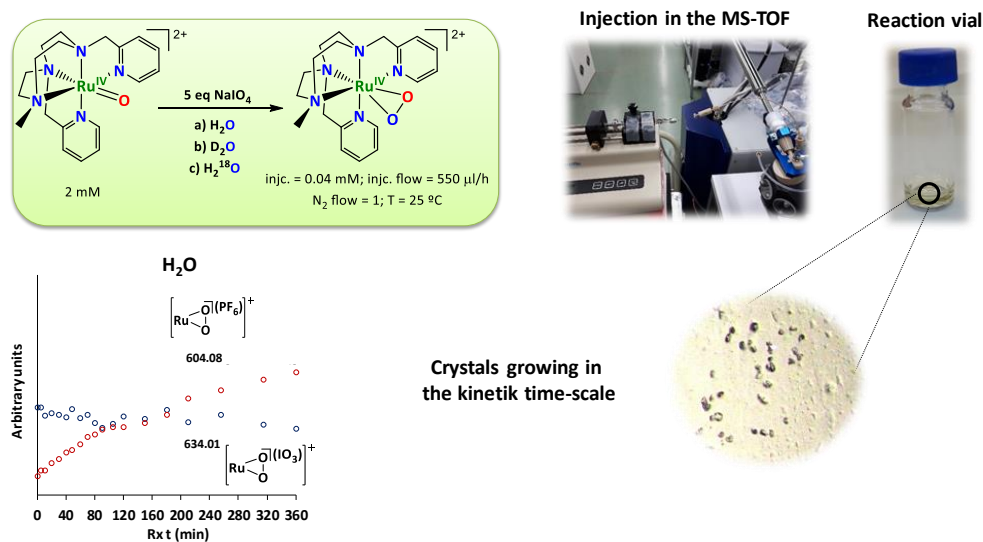 Injection in the MS-TOF
Reaction vial
2+
N
N
N
N
N
Ru
IV
O
2 mM
5 eq NaIO4
a) H2O
b) D2O
c) H2 18O
2+
N
N
N
N
N
Ru
IV
O
O
injc. = 0.04 mM; injc. flow = 550 µl/h
N2 flow = 1; T = 25 ºC
H2O
[Ru O O](PF6)]+
604.08
634.01
[Ru O O](IO3)]+
Arbitrary units
0 40 80 120 160 200 240 280 320 360
Rx t (min)
Crystals growing in
the kinetik time-scale